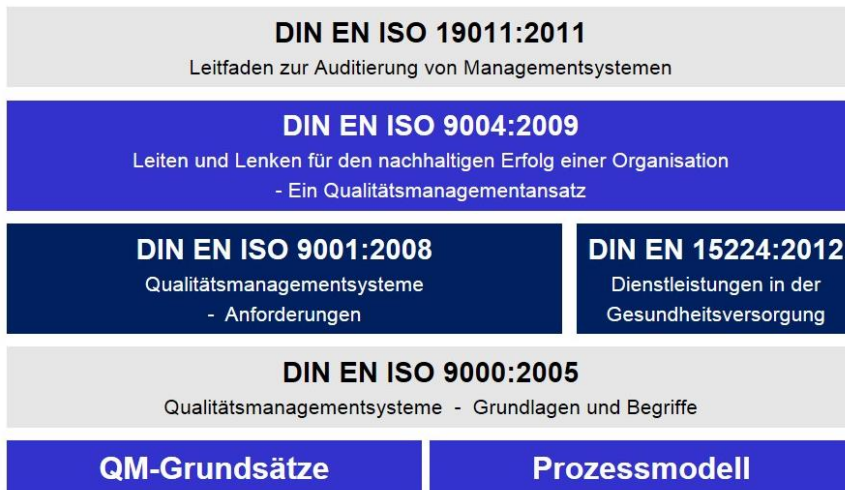 DIN EN ISO 19011:2011
Leitfaden zur Auditierung von Managementsystemen
DIN EN ISO 9004:2009
Leiten und Lenken für den nachhaltigen Erfolg einer Organisation
- Ein Qualitätsmanagementansatz
DIN EN ISO 9001:2008
Qualitätsmanagementsysteme
- Anforderungen
DIN EN 15224:2012
Dienstleistungen in der
Gesundheitsversorgung
DIN EN ISO 9000:2005
Qualitätsmanagementsysteme - Grundlagen und Begriffe
QM-Grundsätze
Prozessmodell